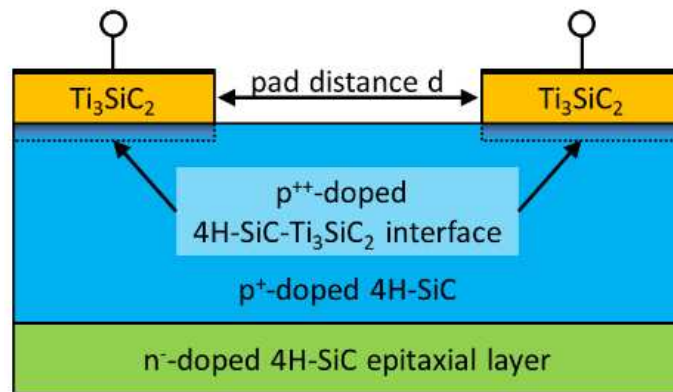 Ti₃SiC₂
pad distance d
Ti₃SiC₂
p⁺⁺-doped
4H-SiC-Ti₃SiC₂ interface
p⁺-doped 4H-SiC
n⁻-doped 4H-SiC epitaxial layer